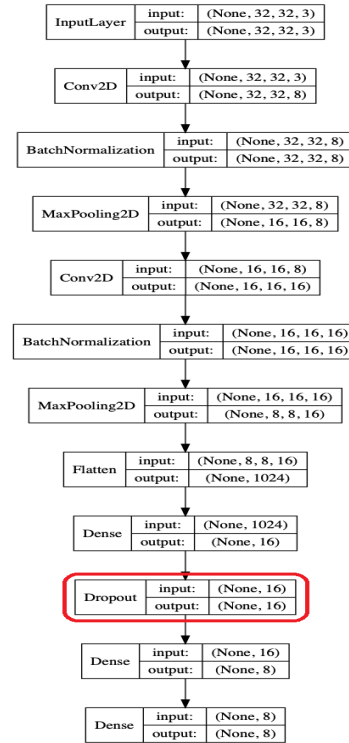 InputLayer input: (None, 32, 32, 3)
output: (None, 32, 32, 3)
Conv2D input: (None, 32, 32, 3)
output: (None, 32, 32, 8)
BatchNormalization input: (None, 32, 32, 8)
output: (None, 32, 32, 8)
MaxPooling2D input: (None, 32, 32, 8)
output: (None, 16, 16, 8)
Conv2D input: (None, 16, 16, 8)
output: (None, 16, 16, 16)
BatchNormalization input: (None, 16, 16, 16)
output: (None, 16, 16, 16)
MaxPooling2D input: (None, 16, 16, 16)
output: (None, 8, 8, 16)
Flatten input: (None, 8, 8, 16)
output: (None, 1024)
Dense input: (None, 1024)
output: (None, 16)
Dropout input: (None, 16)
output: (None, 16)
Dense input: (None, 16)
output: (None, 8)
Dense input: (None, 8)
output: (None, 8)